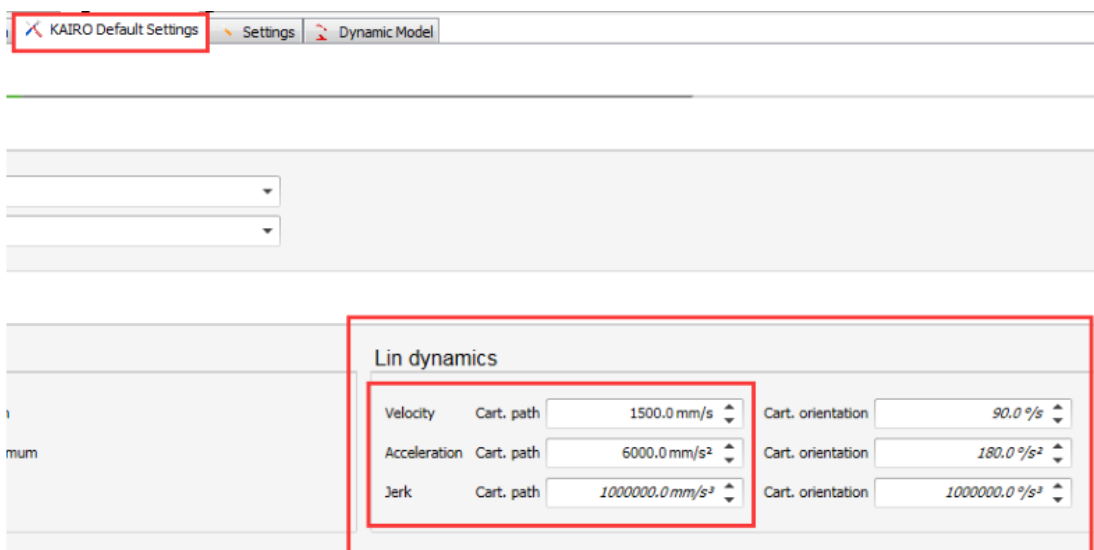 KAIRO Default Settings
Settings
Dynamic Model
Lin dynamics
Velocity Cart. path 1500.0 mm/s Cart. orientation 90.0 °/s
mum
Acceleration Cart. path 6000.0 mm/s² Cart. orientation 180.0 °/s²
Jerk Cart. path 1000000.0 mm/s³ Cart. orientation 1000000.0 °/s³